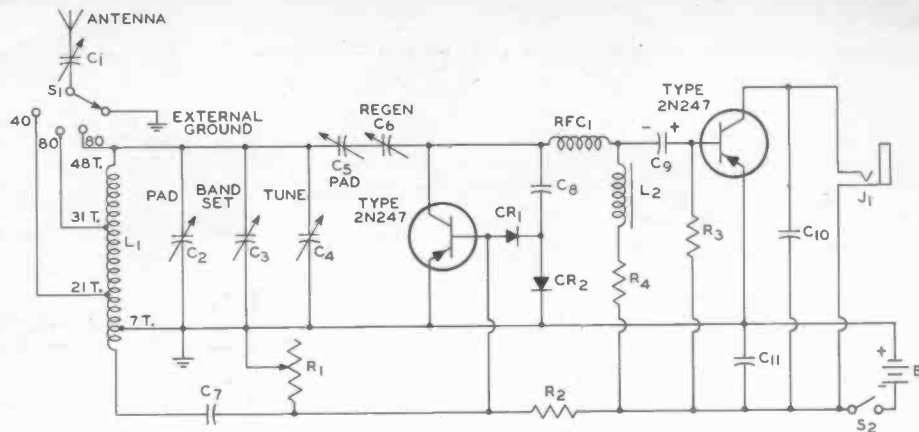 ANTENNA
C1
S1
40
80
80
EXTERNAL
GROUND
48T.
31T.
21T.
7T.
L1
PAD
C2
BAND
SET
C3
TUNE
C4
C5
PAD
REGEN
C6
TYPE
2N247
CR1
CR2
C8
RFC1
L2
R4
- +
C9
R3
TYPE
2N247
C10
J1
C11
+
B
-
S2
R1
C7
R2